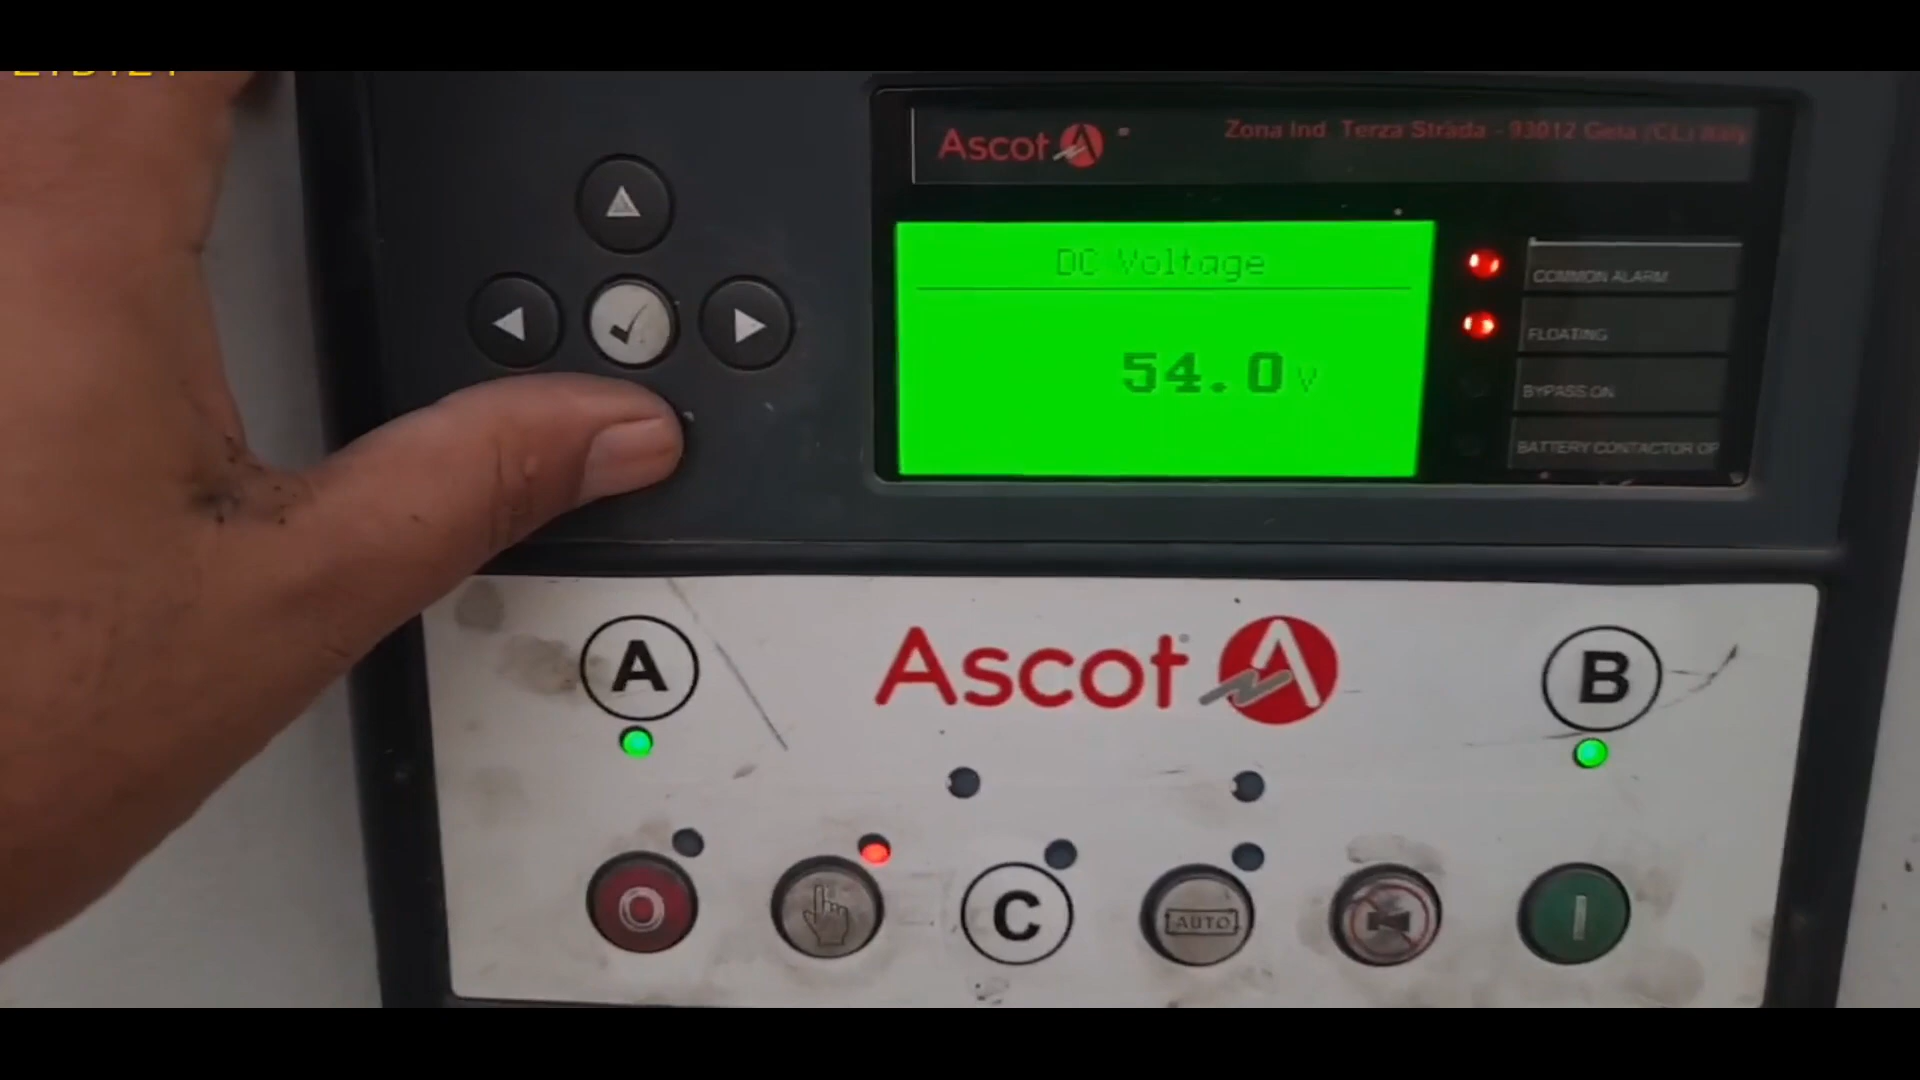 Ascot
Zona Ind. Terza Strada - 93012 Gela (CL) Italy
DC Voltage
54.0 V
COMMON ALARM
FLOATING
BYPASS ON
BATTERY CONTACTOR OP
A
Ascot
B
O
C
AUTO
I